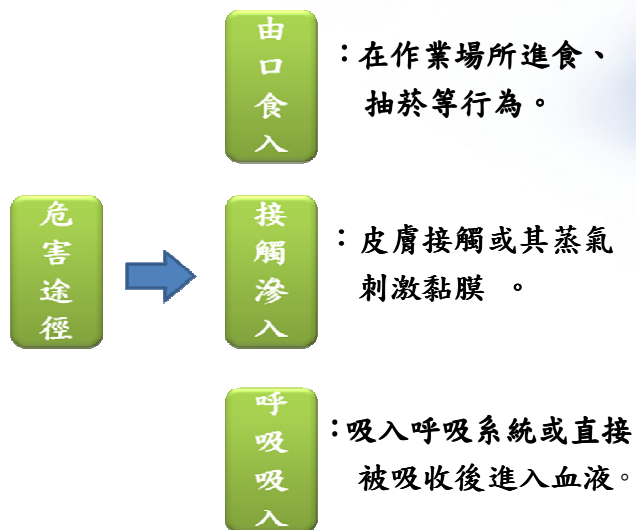 由口食入
：在作業場所進食、
抽菸等行為。
危害途徑
接觸滲入
：皮膚接觸或其蒸氣
刺激黏膜 。
呼吸吸入
：吸入呼吸系統或直接
被吸收後進入血液。